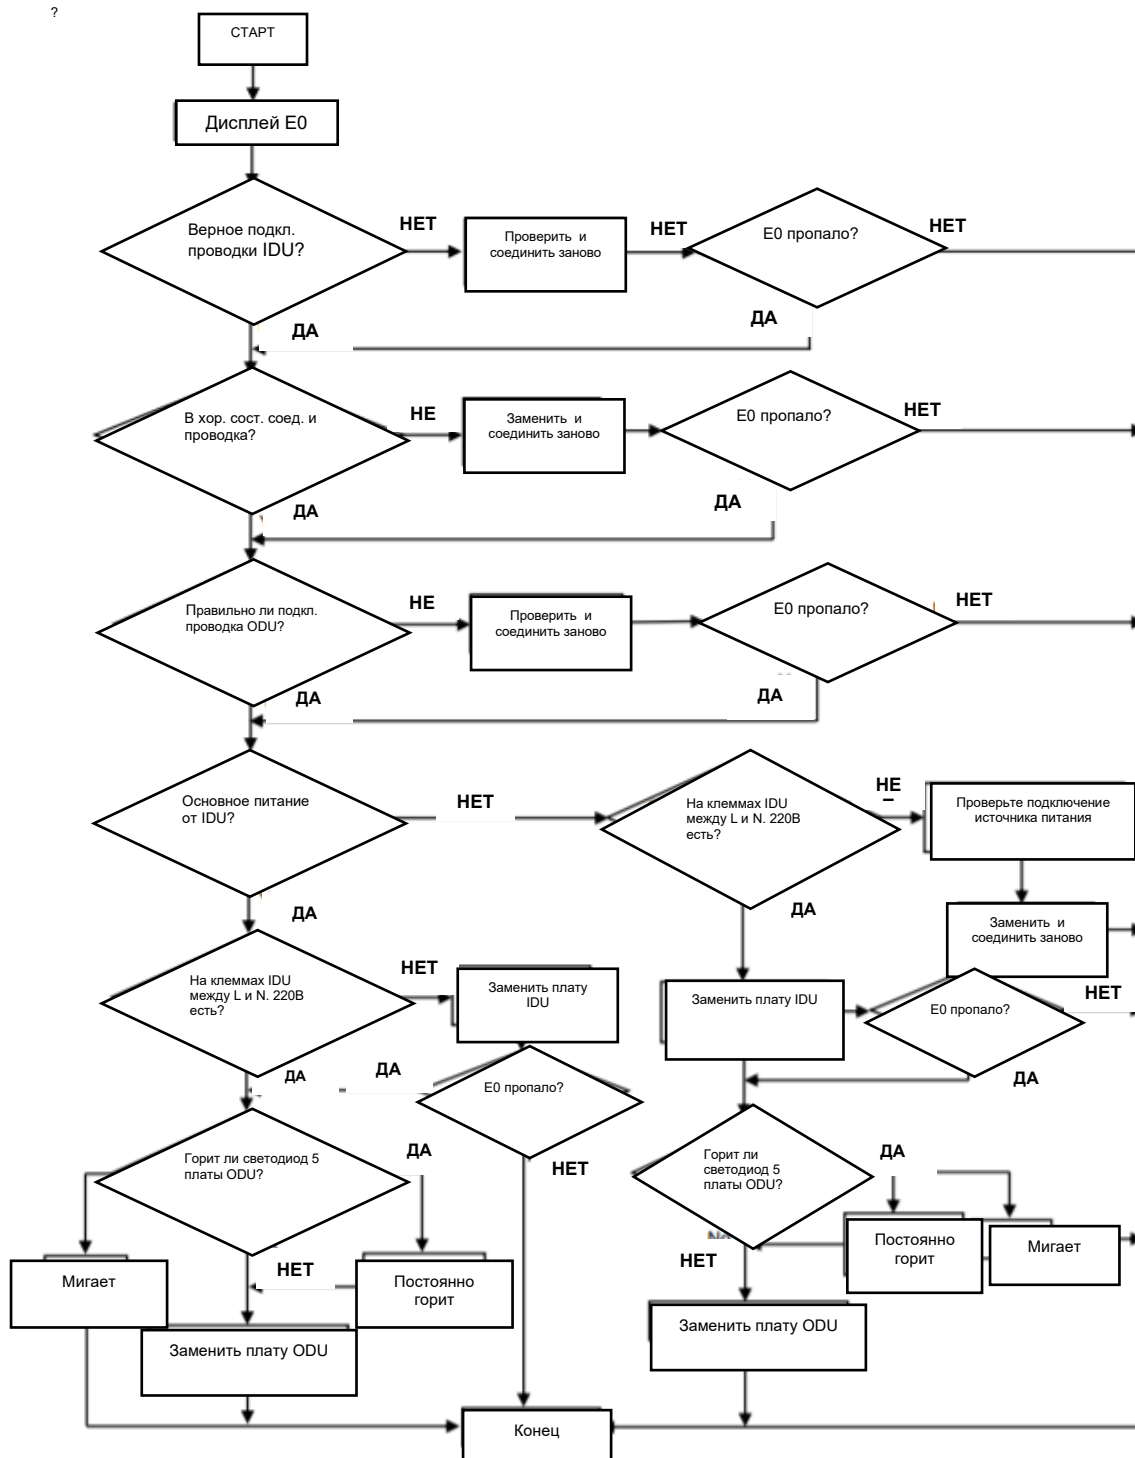 ?
СТАРТ
Дисплей E0
Верное подкл.
проводки IDU?
НЕТ
Проверить и
соединить заново
НЕТ
E0 пропало?
НЕТ
ДА
ДА
В хор. сост. соед. и
проводка?
НЕ
Заменить и
соединить заново
E0 пропало?
НЕТ
ДА
ДА
Правильно ли подкл.
проводка ODU?
НЕ
Проверить и
соединить заново
E0 пропало?
НЕТ
ДА
ДА
Основное питание
от IDU?
НЕТ
На клеммах IDU
между L и N. 220В
есть?
НЕ
Проверьте подключение
источника питания
ДА
ДА
Заменить и
соединить заново
На клеммах IDU
между L и N. 220В
есть?
НЕТ
Заменить плату
IDU
Заменить плату IDU
E0 пропало?
НЕТ
ДА
ДА
E0 пропало?
ДА
Горит ли светодиод 5
платы ODU?
ДА
НЕТ
Горит ли
светодиод 5
платы ODU?
ДА
Мигает
НЕТ
Постоянно
горит
НЕТ
Постоянно
горит
Мигает
Заменить плату ODU
Заменить плату ODU
Конец